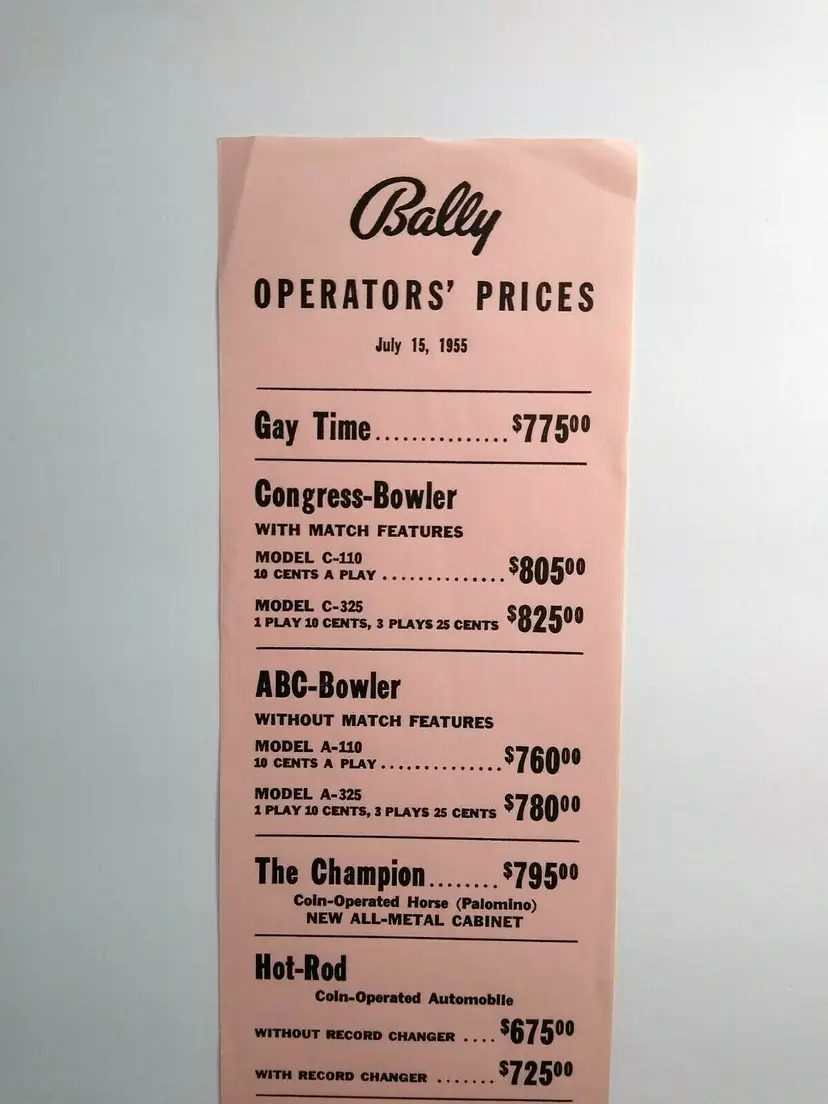 Bally
OPERATORS' PRICES
July 15, 1955
Gay Time...............$775⁰⁰
Congress-Bowler
WITH MATCH FEATURES
MODEL C-110
10 CENTS A PLAY ..............$805⁰⁰
MODEL C-325
1 PLAY 10 CENTS, 3 PLAYS 25 CENTS $825⁰⁰
ABC-Bowler
WITHOUT MATCH FEATURES
MODEL A-110
10 CENTS A PLAY ..............$760⁰⁰
MODEL A-325
1 PLAY 10 CENTS, 3 PLAYS 25 CENTS $780⁰⁰
The Champion........$795⁰⁰
Coin-Operated Horse (Palomino)
NEW ALL-METAL CABINET
Hot-Rod
Coin-Operated Automobile
WITHOUT RECORD CHANGER ....$675⁰⁰
WITH RECORD CHANGER .......$725⁰⁰